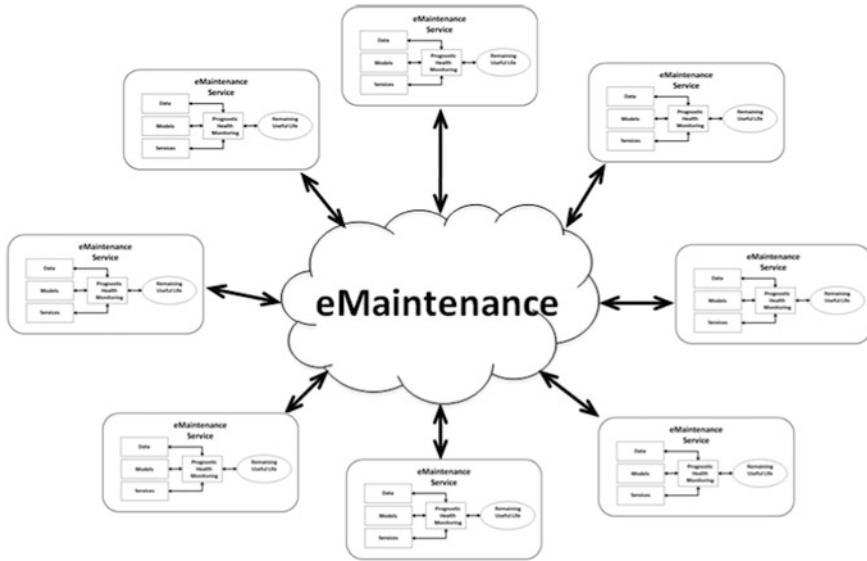 eMaintenance
Service
Data
Models
Services
Prognostic
Health
Monitoring
Remaining
Useful Life
eMaintenance
Service
Data
Models
Services
Prognostic
Health
Monitoring
Remaining
Useful Life
eMaintenance
Service
Data
Models
Services
Prognostic
Health
Monitoring
Remaining
Useful Life
eMaintenance
Service
Data
Models
Services
Prognostic
Health
Monitoring
Remaining
Useful Life
eMaintenance
eMaintenance
Service
Data
Models
Services
Prognostic
Health
Monitoring
Remaining
Useful Life
eMaintenance
Service
Data
Models
Services
Prognostic
Health
Monitoring
Remaining
Useful Life
eMaintenance
Service
Data
Models
Services
Prognostic
Health
Monitoring
Remaining
Useful Life
eMaintenance
Service
Data
Models
Services
Prognostic
Health
Monitoring
Remaining
Useful Life